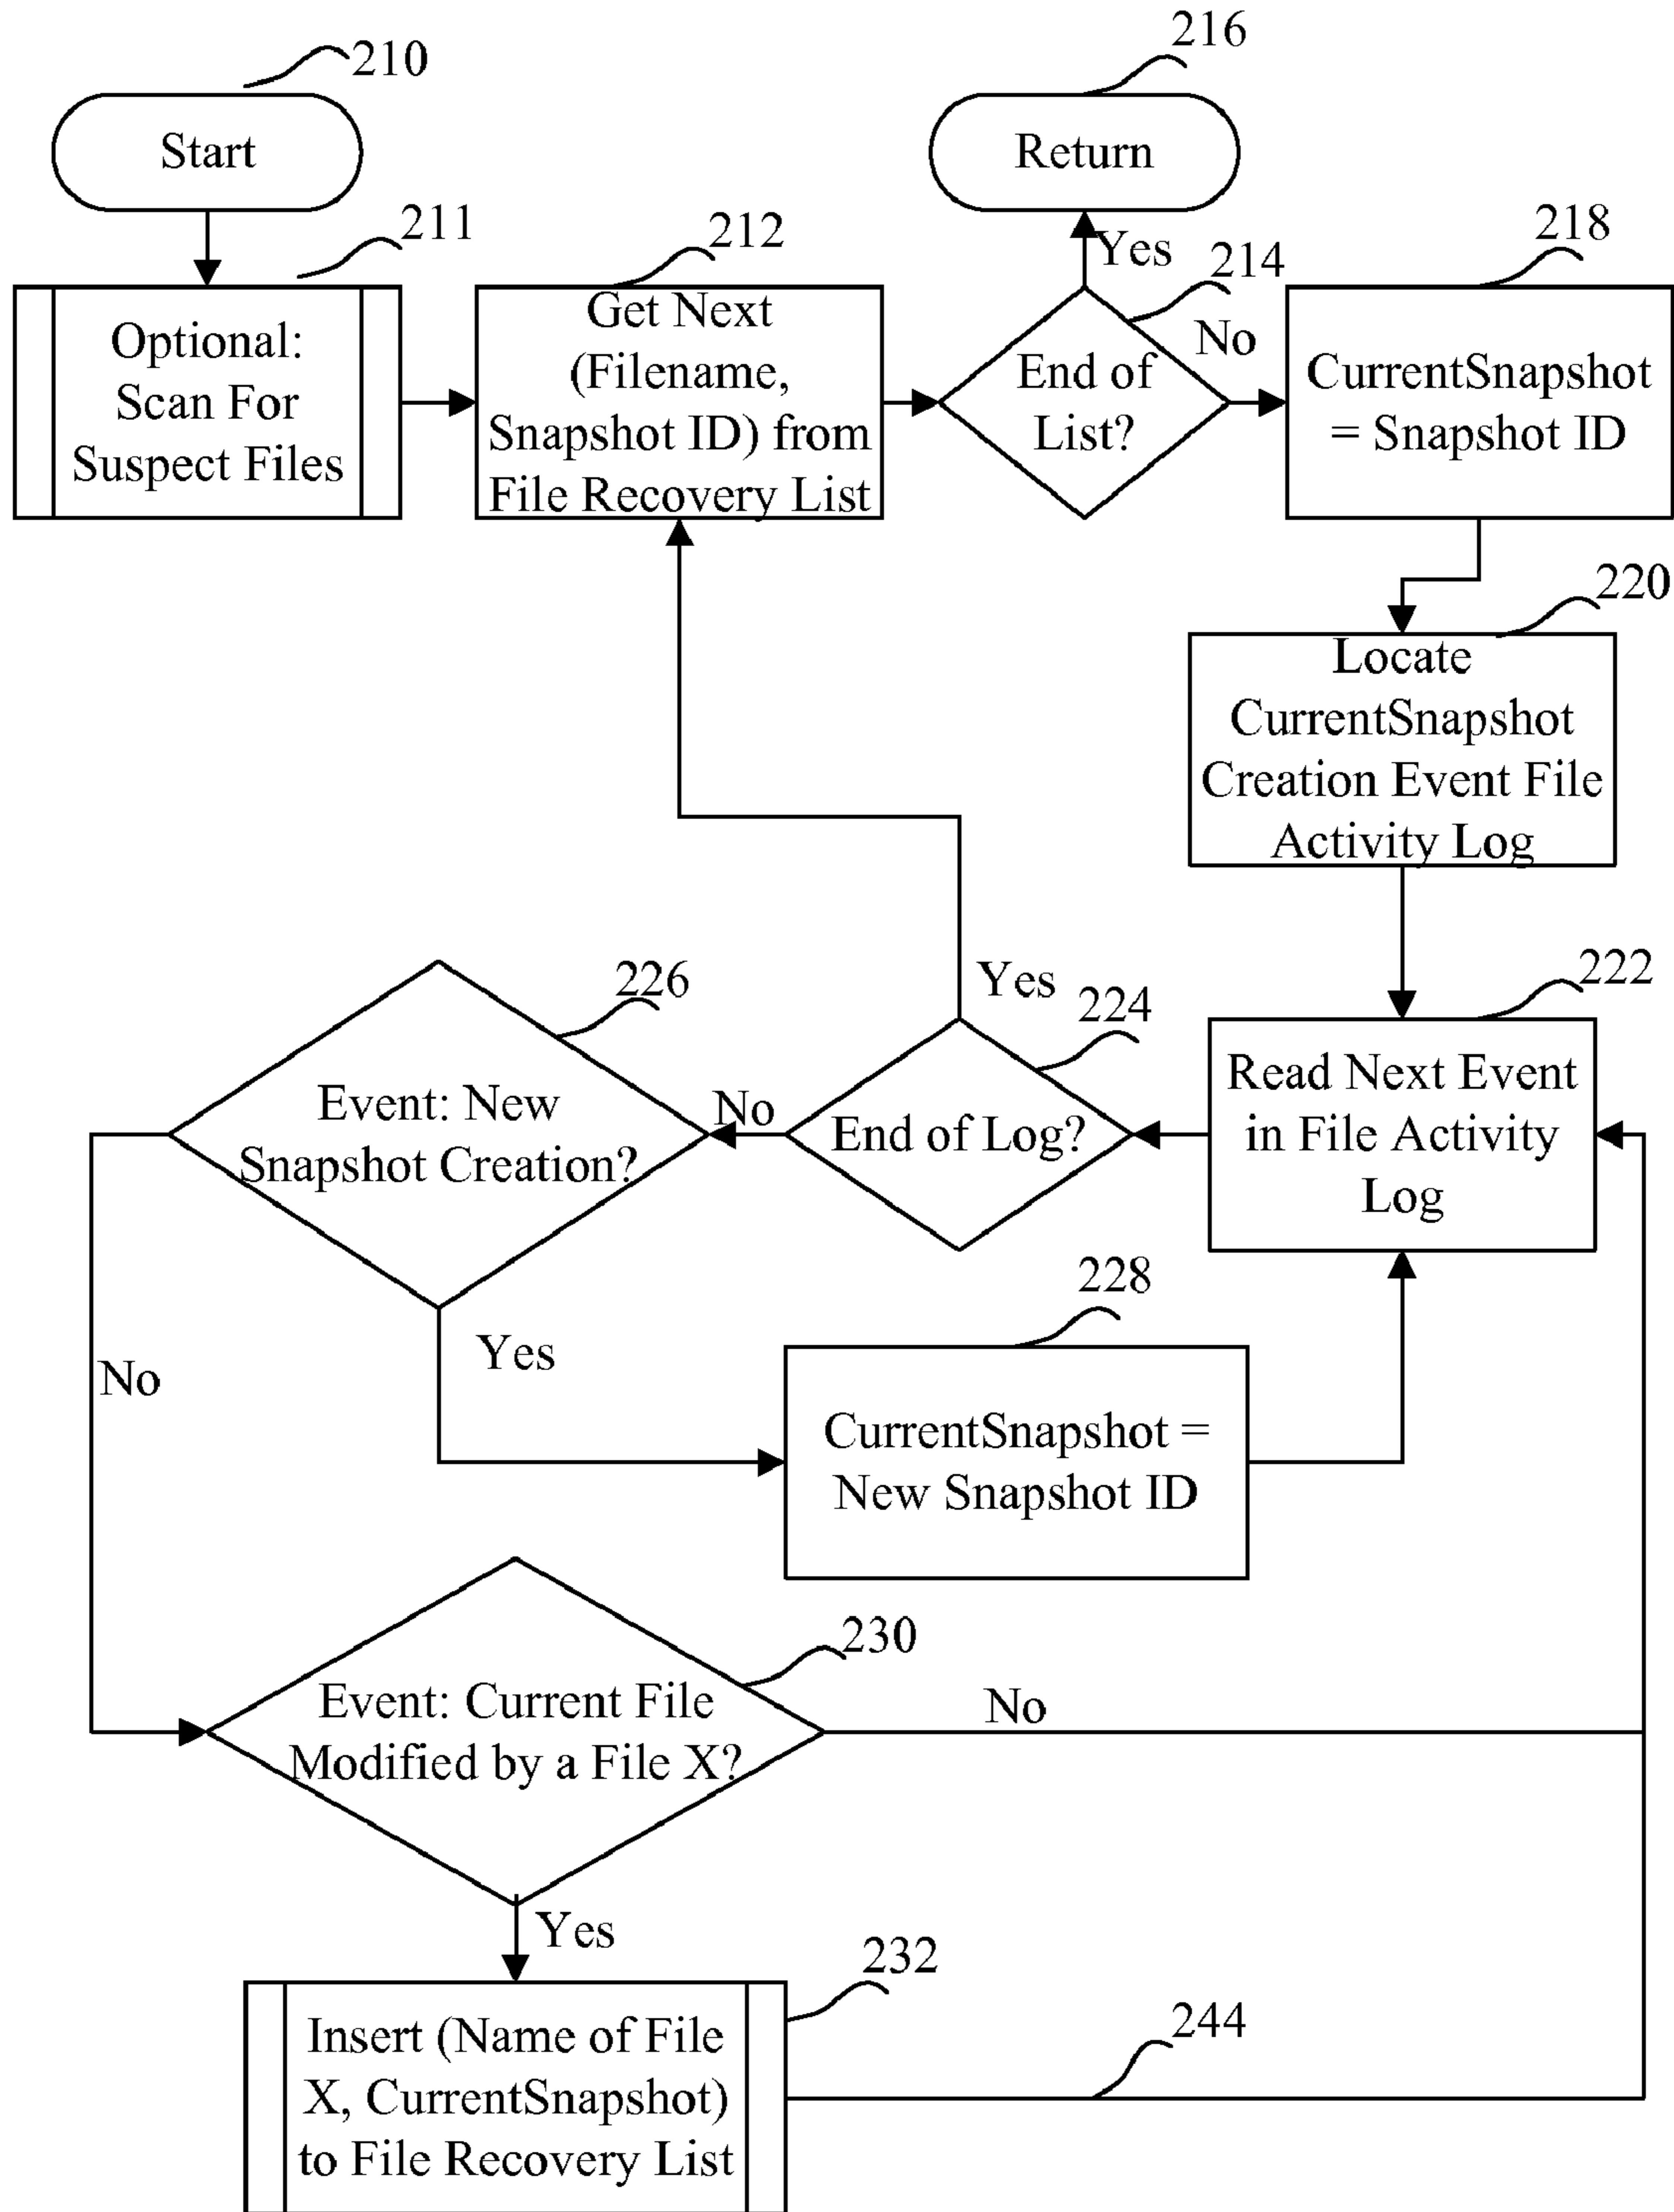 210
Start
216
Return
211
Optional:
Scan For
Suspect Files
212
Get Next
(Filename,
Snapshot ID) from
File Recovery List
Yes
214
No
End of
List?
218
CurrentSnapshot
= Snapshot ID
220
Locate
CurrentSnapshot
Creation Event File
Activity Log
222
Read Next Event
in File Activity
Log
Yes
224
End of Log?
No
226
Event: New
Snapshot Creation?
Yes
No
228
CurrentSnapshot =
New Snapshot ID
230
Event: Current File
Modified by a File X?
No
Yes
232
Insert (Name of File
X, CurrentSnapshot)
to File Recovery List
244